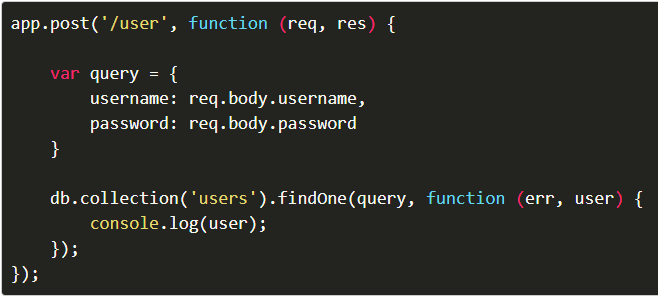 app.post('/user', function (req, res) {
var query = {
username: req.body.username,
password: req.body.password
}
db.collection('users').findOne(query, function (err, user) {
console.log(user);
});
});